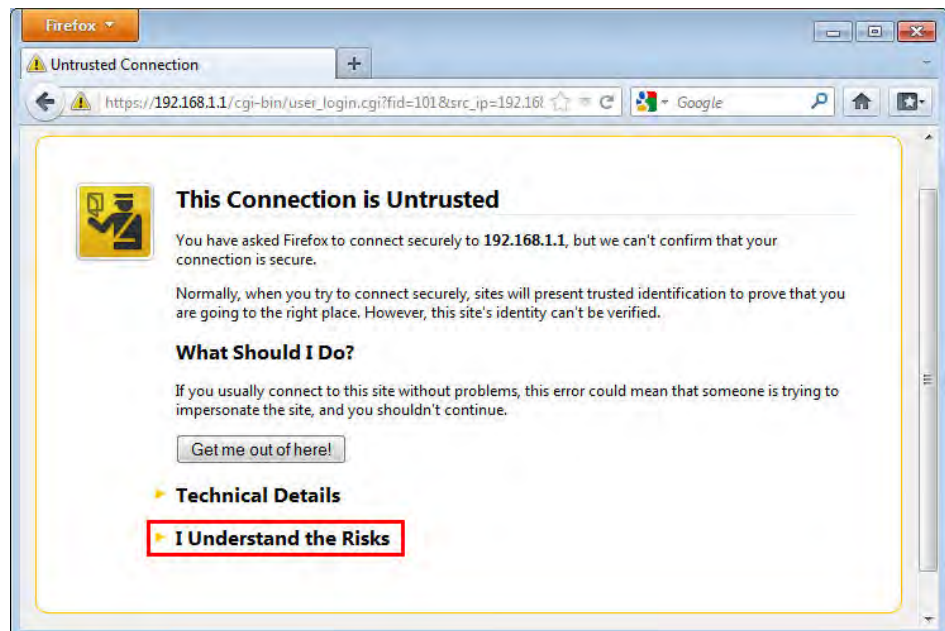 Firefox
Untrusted Connection
https://192.168.1.1/cgi-bin/user_login.cgi?fid=101&src_ip=192.168
Google
This Connection is Untrusted
You have asked Firefox to connect securely to 192.168.1.1, but we can't confirm that your
connection is secure.
Normally, when you try to connect securely, sites will present trusted identification to prove that you
are going to the right place. However, this site's identity can't be verified.
What Should I Do?
If you usually connect to this site without problems, this error could mean that someone is trying to
impersonate the site, and you shouldn't continue.
Get me out of here!
Technical Details
I Understand the Risks